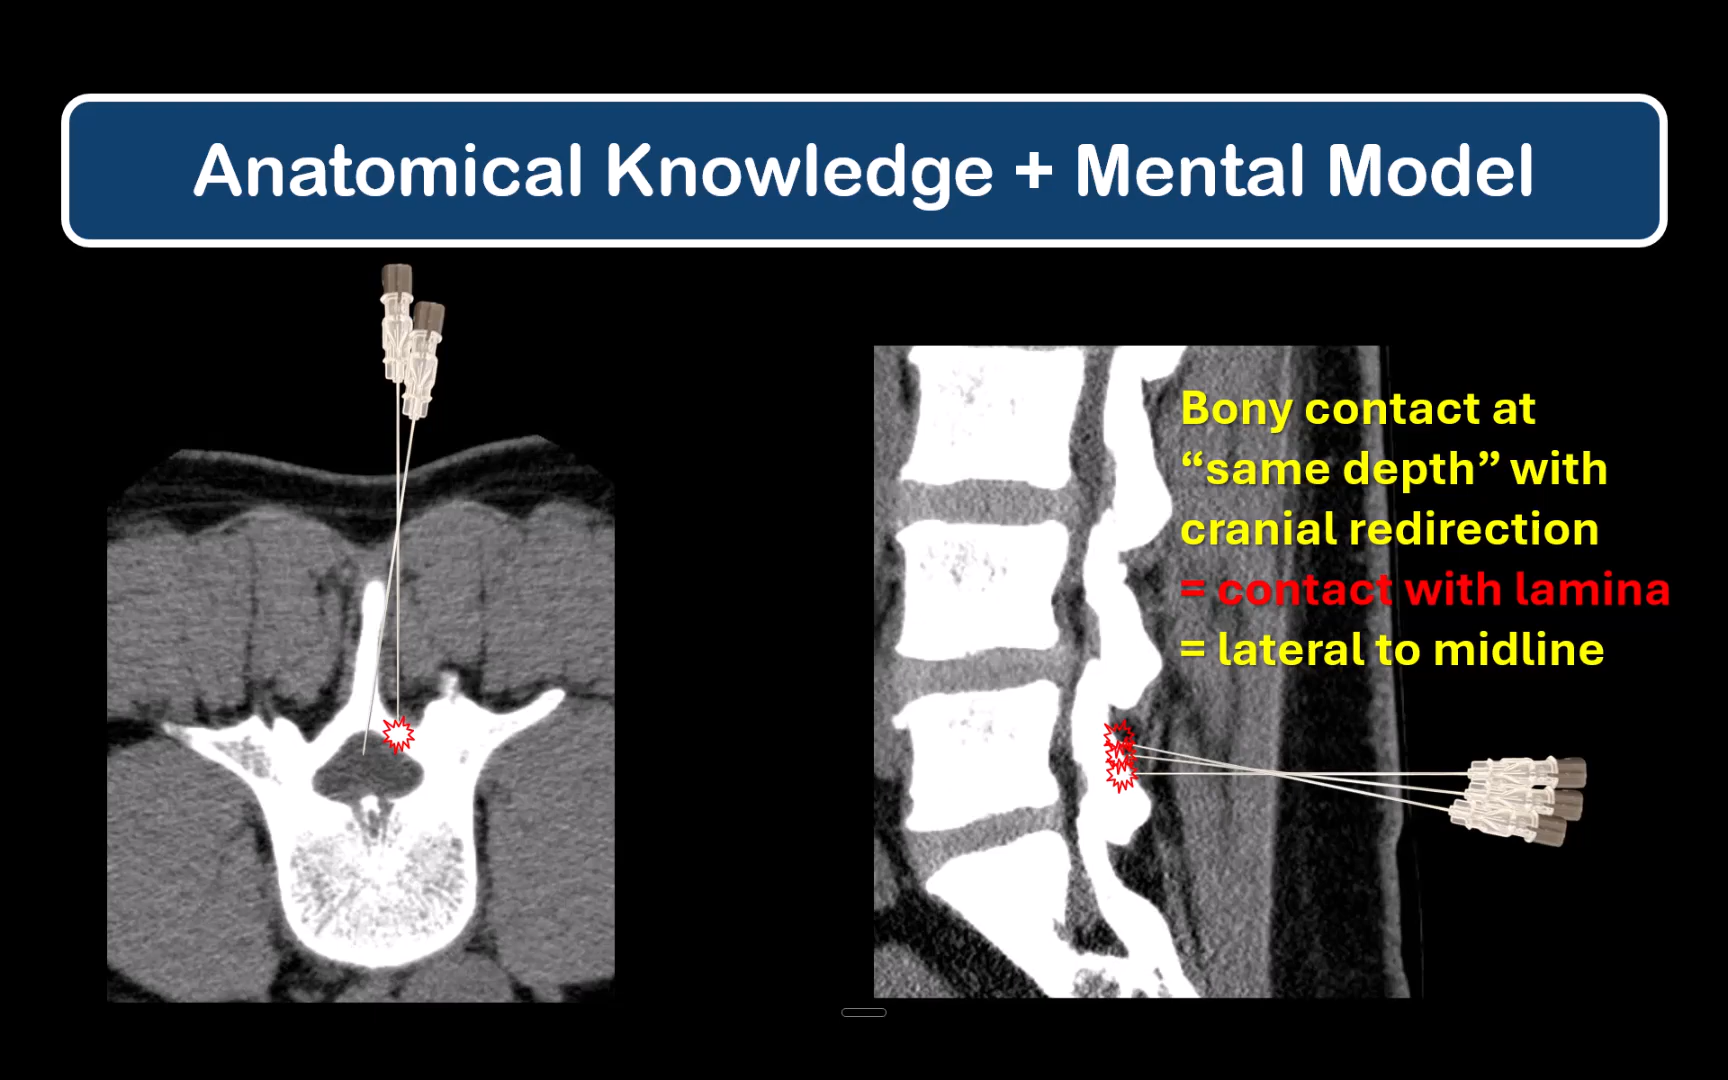 Anatomical Knowledge + Mental Model
Bony contact at
“same depth” with
cranial redirection
= contact with lamina
= lateral to midline